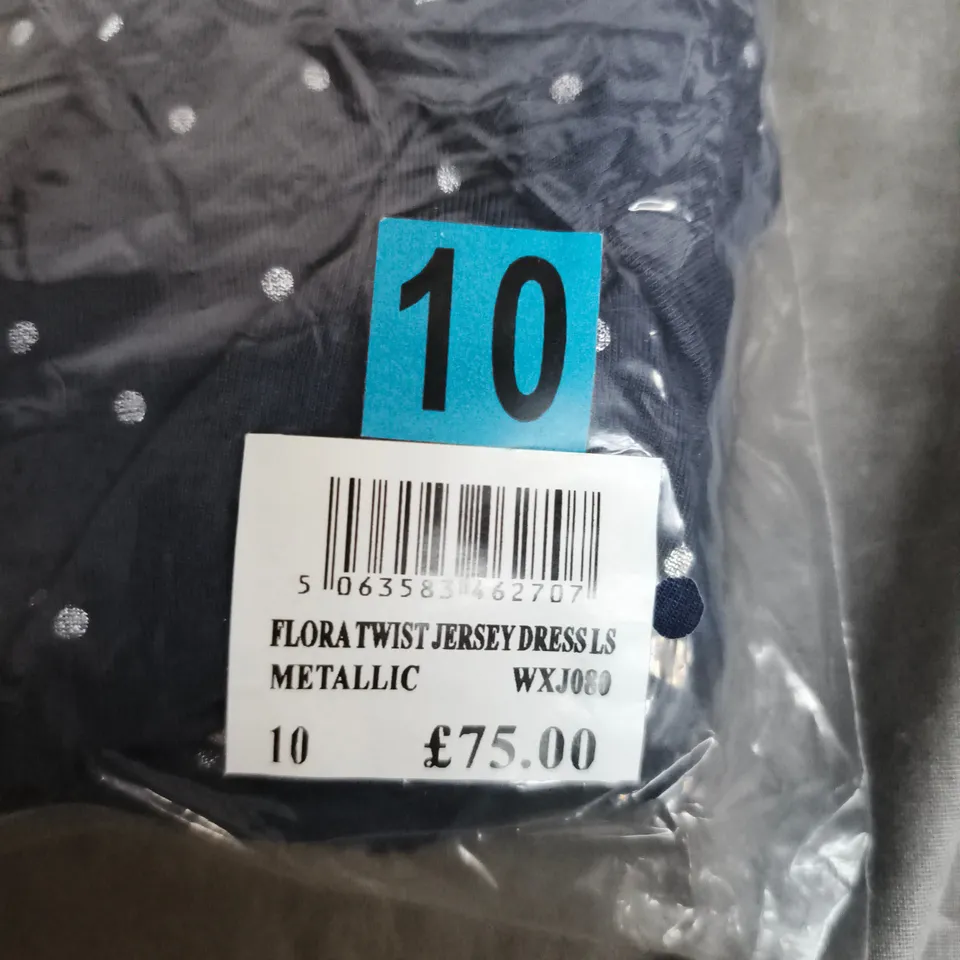 10
5 063583 462707
FLORA TWIST JERSEY DRESS LS
METALLIC WXJ080
10 £75.00